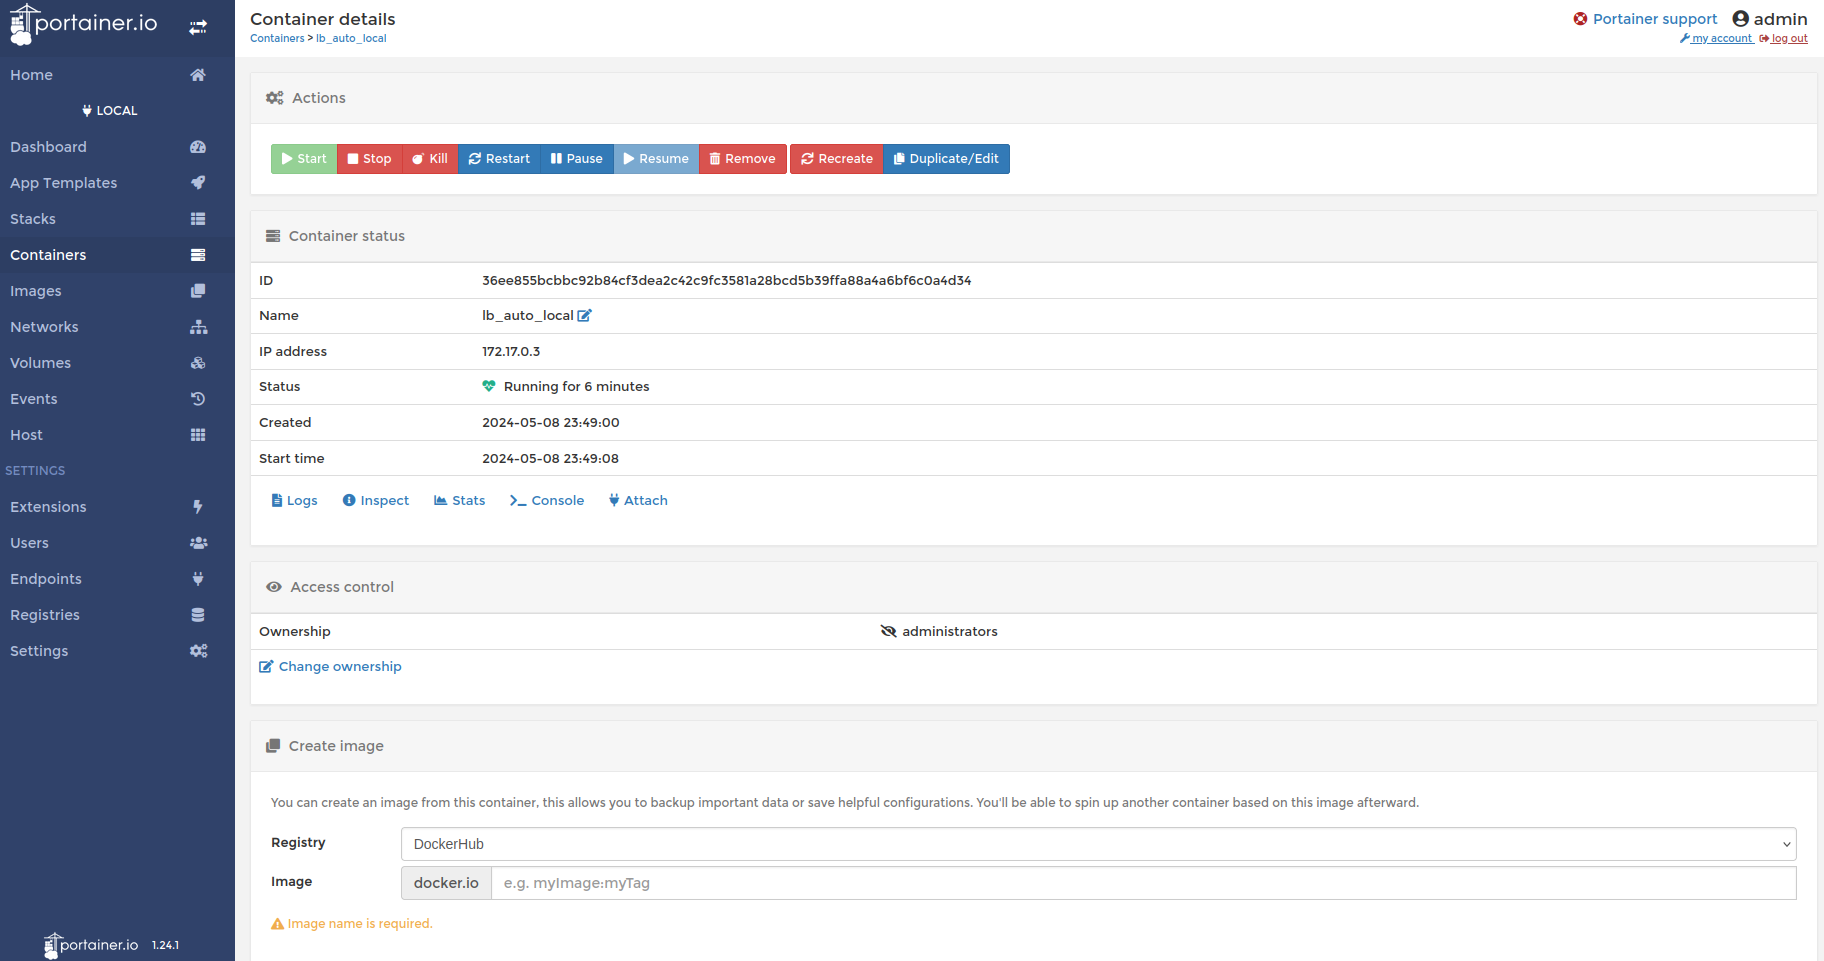 portainer.io
Container details
Containers > lb_auto_local
Portainer support admin
my account log out
Home
LOCAL
Dashboard
App Templates
Stacks
Containers
Images
Networks
Volumes
Events
Host
SETTINGS
Extensions
Users
Endpoints
Registries
Settings
portainer.io 1.24.1
Actions
Start Stop Kill Restart Pause Resume Remove Recreate Duplicate/Edit
Container status
ID 36ee855bcbbc92b84cf3dea2c42c9fc3581a28bcd5b39ffa88a4a6bf6c0a4d34
Name lb_auto_local
IP address 172.17.0.3
Status Running for 6 minutes
Created 2024-05-08 23:49:00
Start time 2024-05-08 23:49:08
Logs Inspect Stats Console Attach
Access control
Ownership administrators
Change ownership
Create image
You can create an image from this container, this allows you to backup important data or save helpful configurations. You'll be able to spin up another container based on this image afterward.
Registry DockerHub
Image docker.io e.g. myImage:myTag
Image name is required.